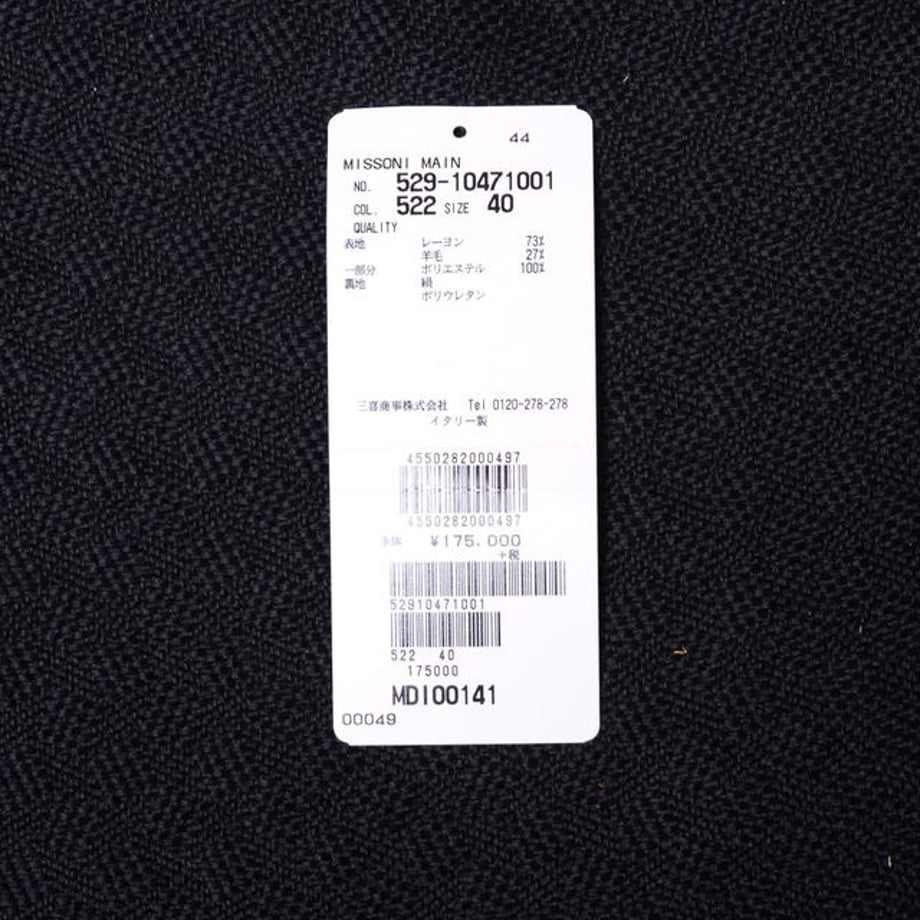 44
MISSONI MAIN
NO. 529-10471001
COL. 522 SIZE 40
QUALITY
表地 レーヨン 73%
羊毛 27%
一部分 ポリエステル 100%
裏地 絹
ポリウレタン
三喜商事株式会社 Tel 0120-278-278
イタリー製
4550282000497
4550282000497
本体 ¥175,000
+税
52910471001
522 40
175000
MDI00141
00049